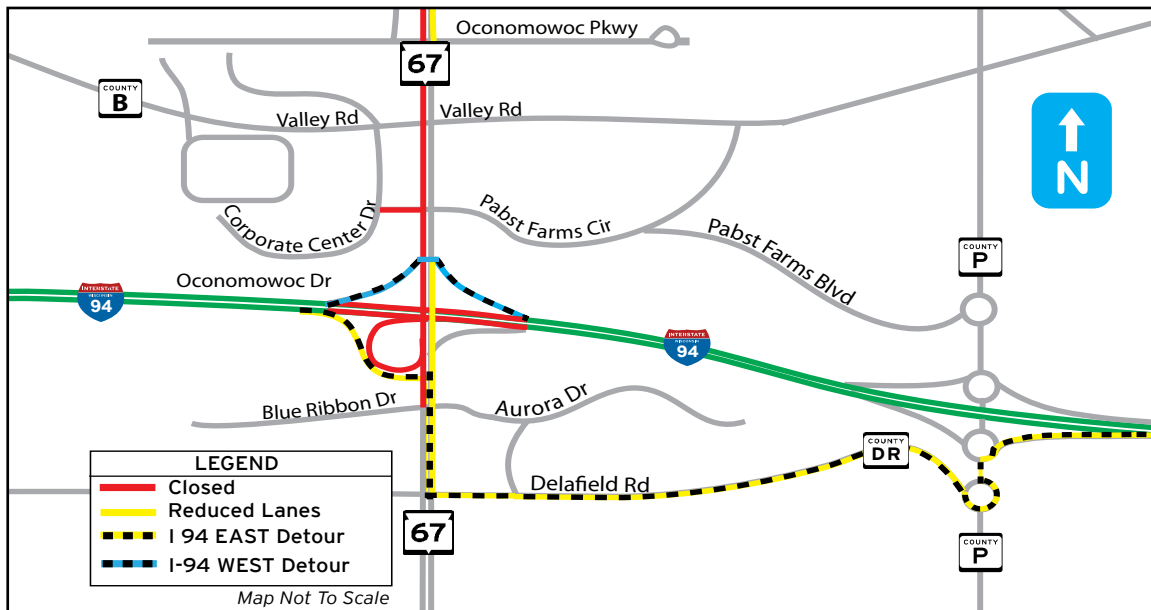 Oconomowoc Pkwy
67
COUNTY
B
Valley Rd
Valley Rd
N
Corporate Center Dr
Pabst Farms Cir
Pabst Farms Blvd
COUNTY
P
Oconomowoc Dr
INTERSTATE
WISCONSIN
94
INTERSTATE
WISCONSIN
94
Blue Ribbon Dr
Aurora Dr
COUNTY
DR
Delafield Rd
LEGEND
Closed
Reduced Lanes
I 94 EAST Detour
I-94 WEST Detour
Map Not To Scale
67
COUNTY
P